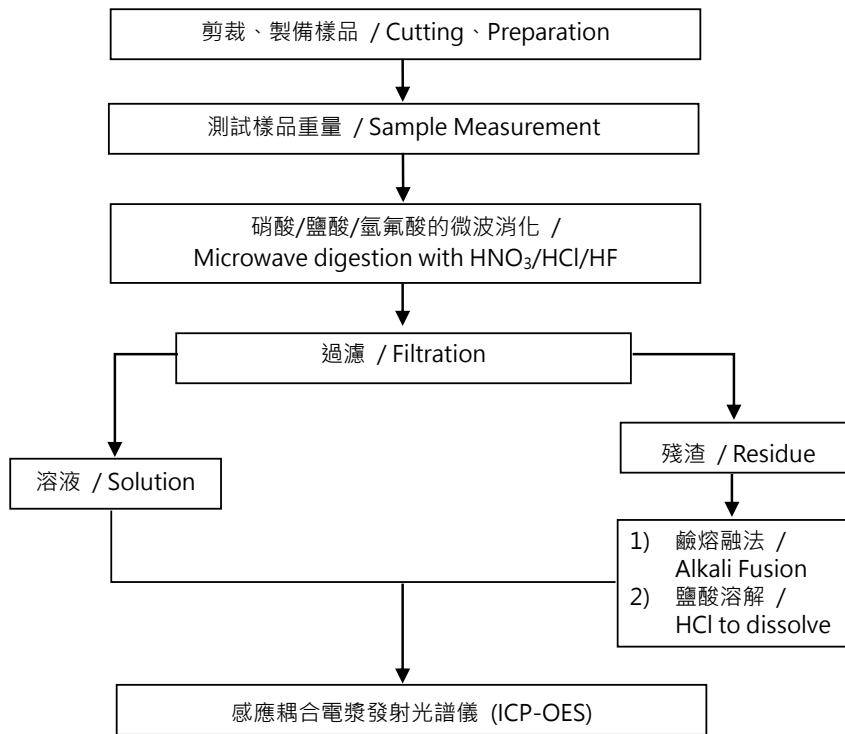 剪裁、製備樣品 / Cutting、Preparation
測試樣品重量 / Sample Measurement
硝酸/鹽酸/氫氟酸的微波消化 /
Microwave digestion with HNO₃/HCl/HF
過濾 / Filtration
溶液 / Solution
殘渣 / Residue
1) 鹼熔融法 /
Alkali Fusion
2) 鹽酸溶解 /
HCl to dissolve
感應耦合電漿發射光譜儀 (ICP-OES)